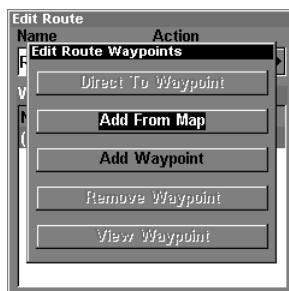 Edit Route
Name Action
Edit Route Waypoints
Direct To Waypoint
Add From Map
Add Waypoint
Remove Waypoint
View Waypoint